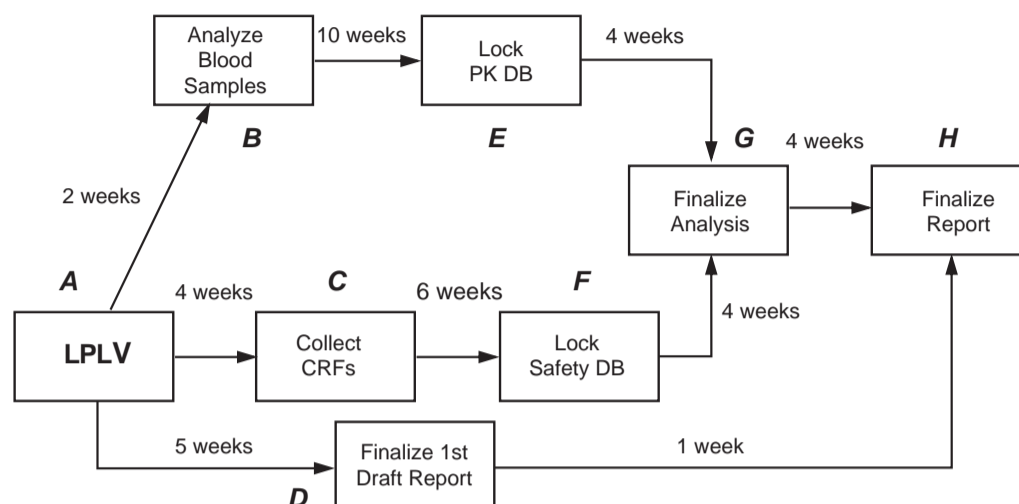 Analyze
Blood
Samples
10 weeks
Lock
PK DB
4 weeks
B
E
G
4 weeks
H
2 weeks
Finalize
Analysis
Finalize
Report
A
4 weeks
C
6 weeks
F
4 weeks
LPLV
Collect
CRFs
Lock
Safety DB
5 weeks
Finalize 1st
Draft Report
1 week
D